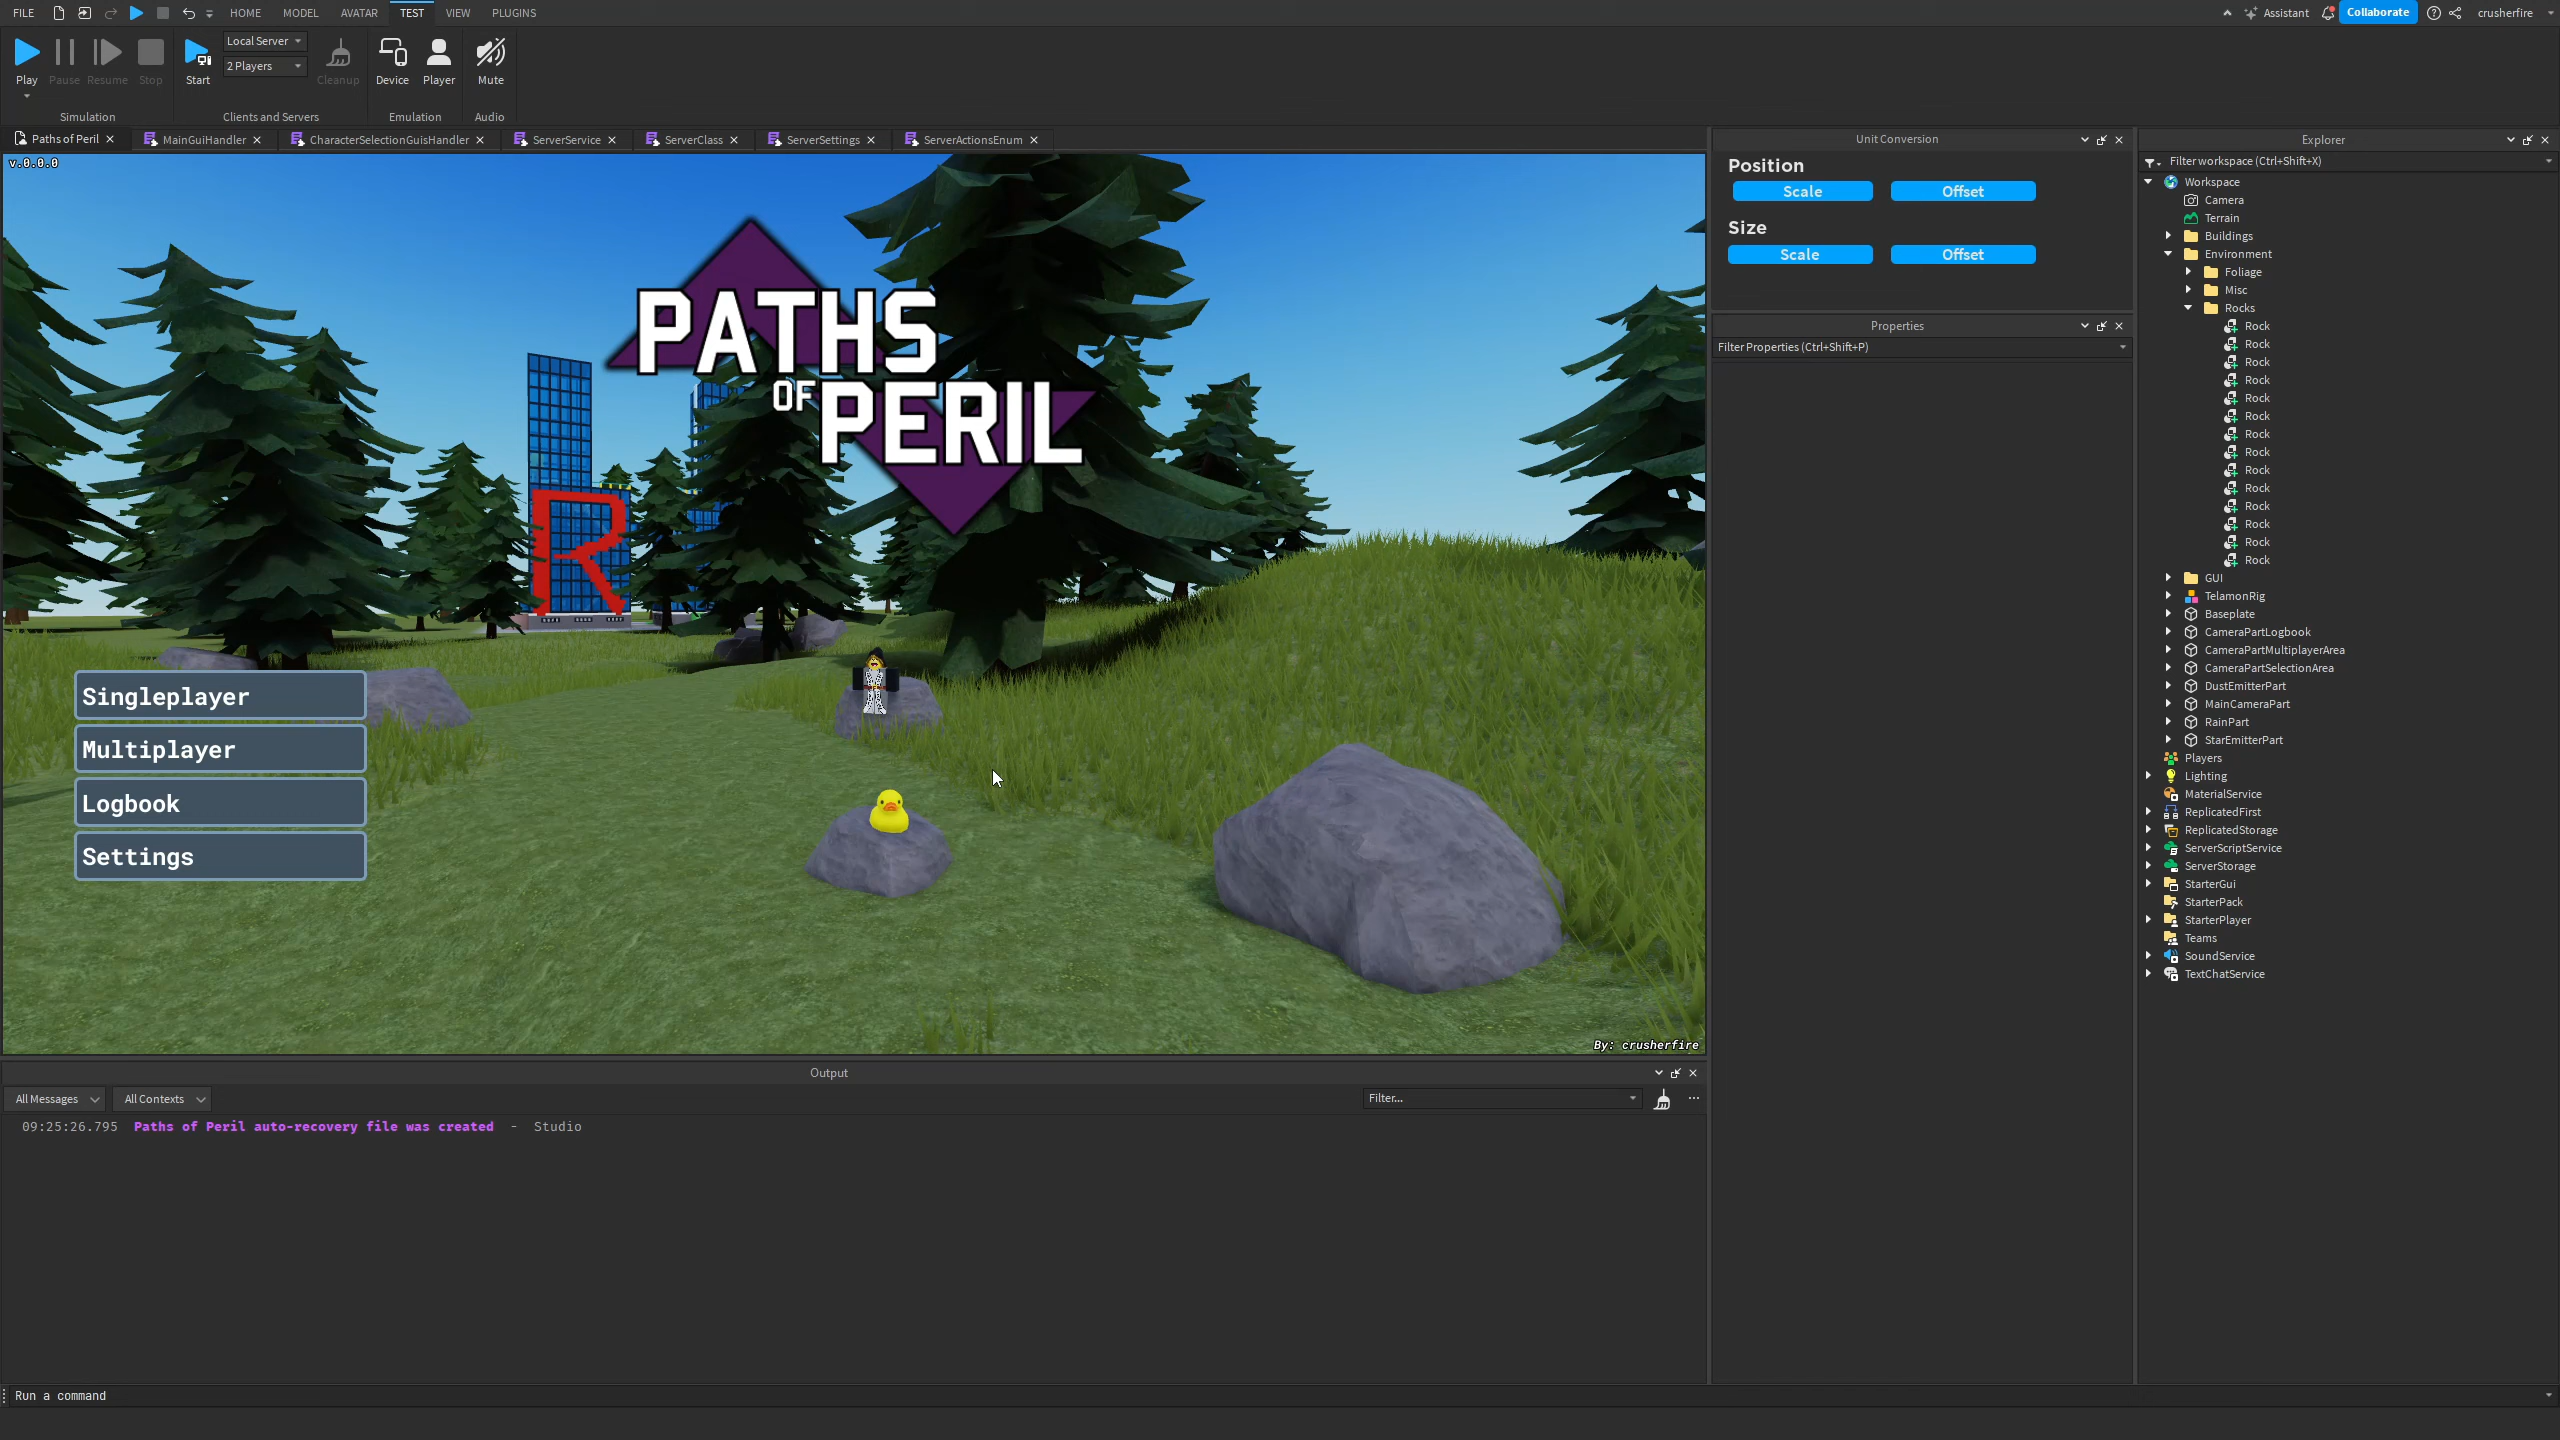 FILE HOME MODEL AVATAR TEST VIEW PLUGINS Assistant Collaborate crusherfire
Play Pause Resume Stop Start Local Server 2 Players Cleanup Device Player Mute
Simulation Clients and Servers Emulation Audio
Paths of Peril MainGuiHandler CharacterSelectionGuisHandler ServerService ServerClass ServerSettings ServerActionsEnum
v.0.0.0
PATHS
OF
PERIL
R
Singleplayer
Multiplayer
Logbook
Settings
By: crusherfire
Output
All Messages All Contexts Filter...
09:25:26.795 Paths of Peril auto-recovery file was created - Studio
Run a command
Unit Conversion
Position
Scale Offset
Size
Scale Offset
Properties
Filter Properties (Ctrl+Shift+P)
Explorer
Filter workspace (Ctrl+Shift+X)
Workspace
Camera
Terrain
Buildings
Environment
Foliage
Misc
Rocks
Rock
Rock
Rock
Rock
Rock
Rock
Rock
Rock
Rock
Rock
Rock
Rock
Rock
Rock
GUI
TelamonRig
Baseplate
CameraPartLogbook
CameraPartMultiplayerArea
CameraPartSelectionArea
DustEmitterPart
MainCameraPart
RainPart
StarEmitterPart
Players
Lighting
MaterialService
ReplicatedFirst
ReplicatedStorage
ServerScriptService
ServerStorage
StarterGui
StarterPack
StarterPlayer
Teams
SoundService
TextChatService